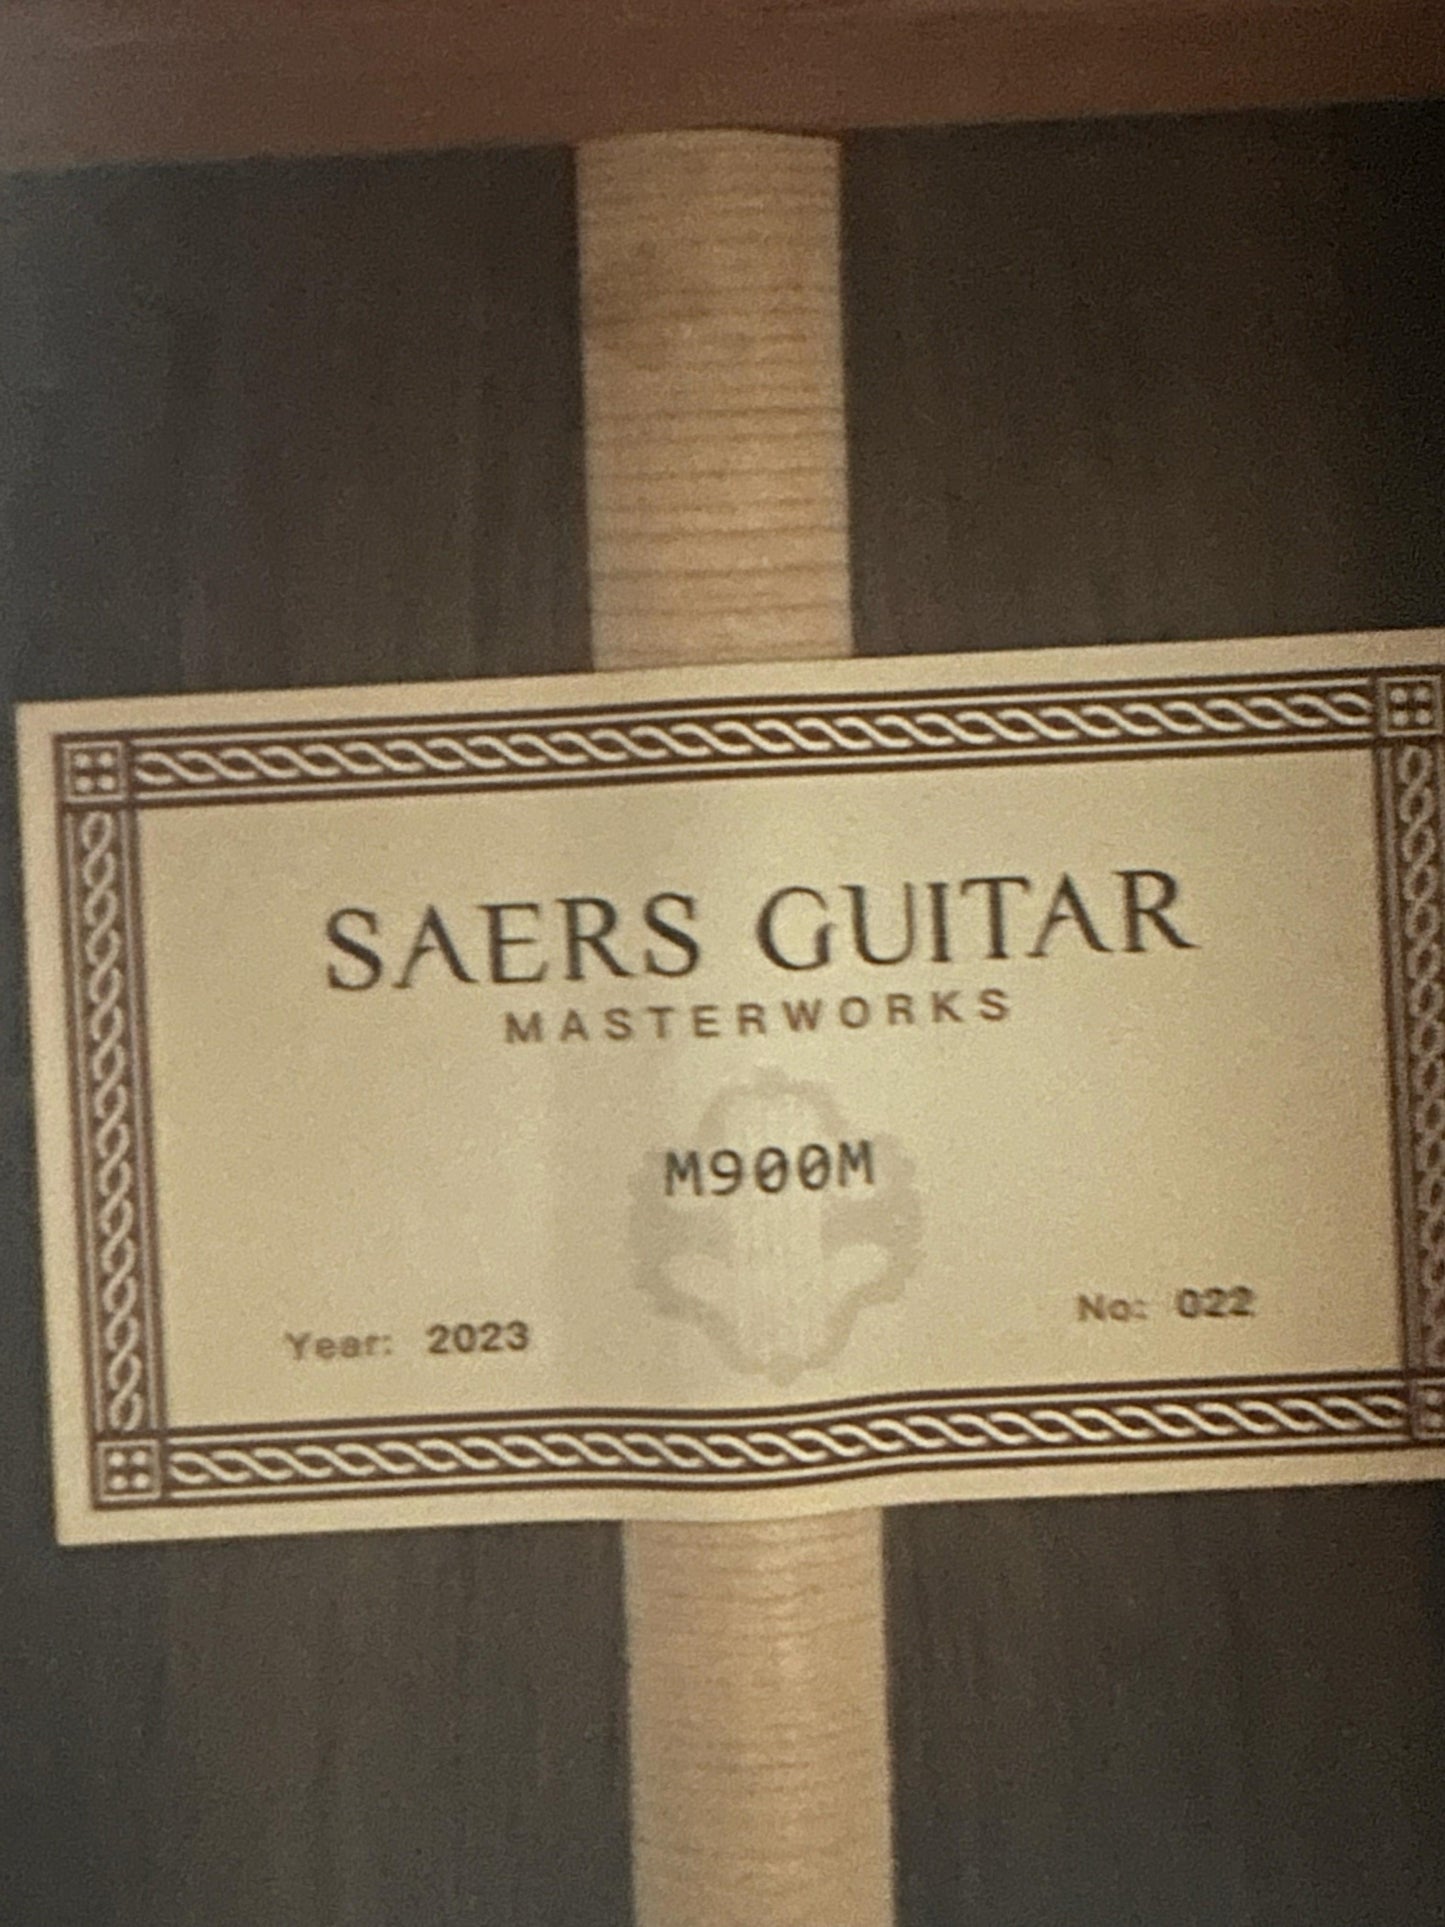 SAERS GUITAR
MASTERWORKS
M900M
Year: 2023 No: 022